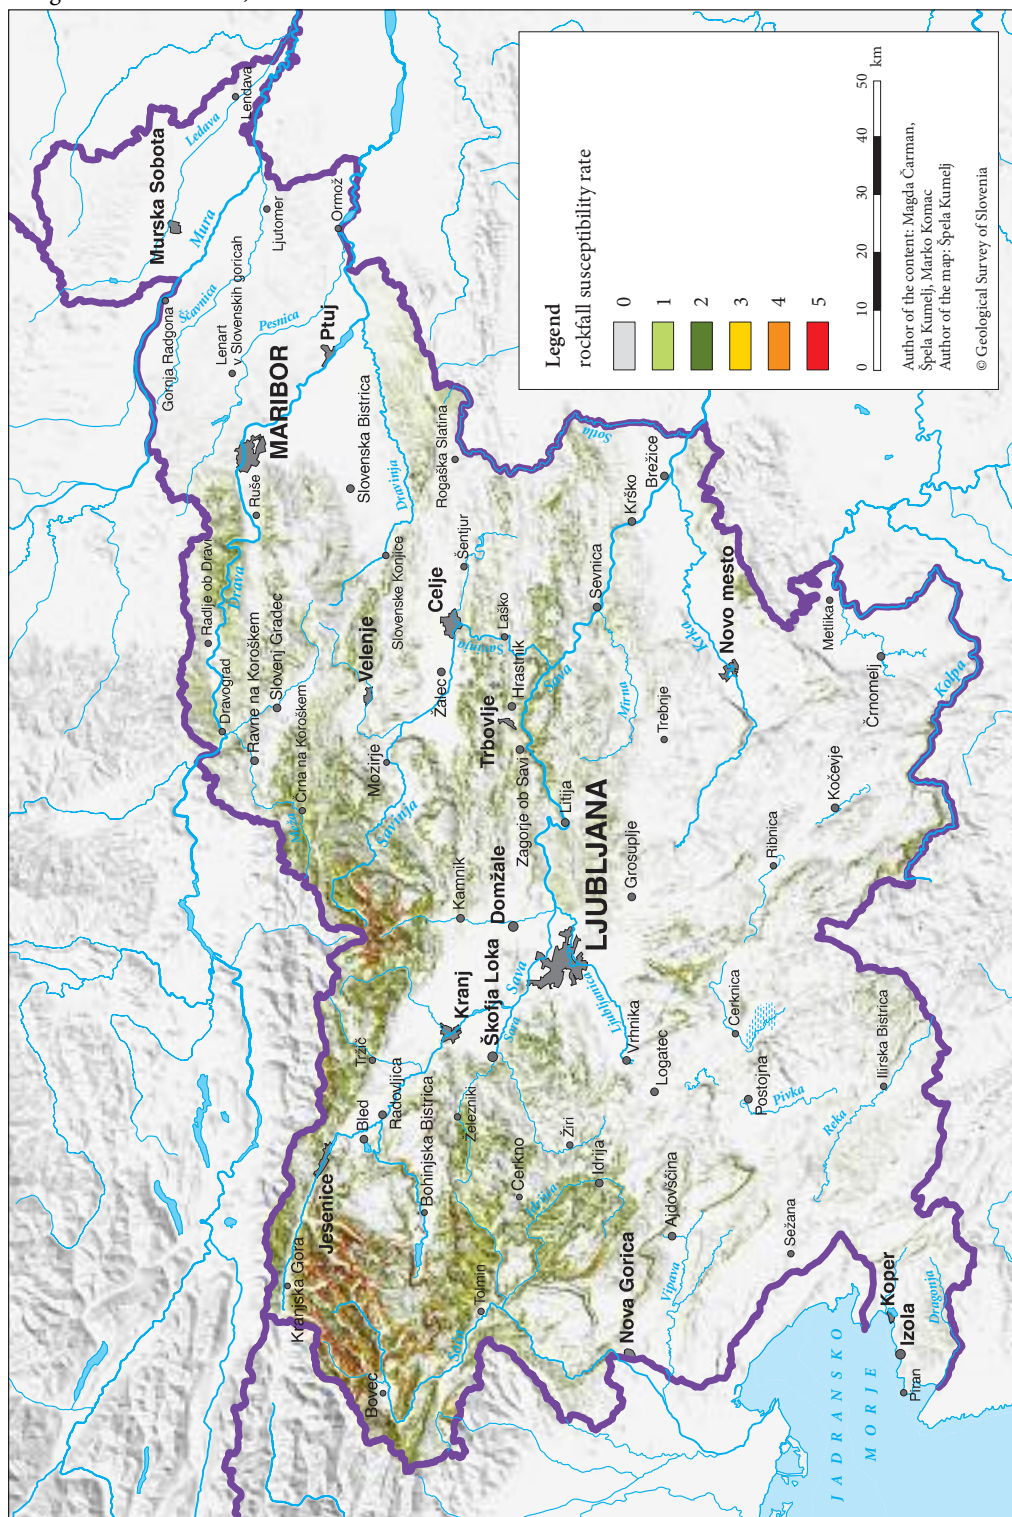 Legend
rockfall susceptibility rate
0
1
2
3
4
5
0
10
20
30
40
50
km
Author of the content: Magda Čarman,
Špela Kumelj, Marko Komac
Author of the map: Špela Kumelj
© Geological Survey of Slovenia
Murska Sobota
Lendava
Ledava
Mura
Ljutomer
Ormož
Gornja Radgona
Ščavnica
Lenart
v Slovenskih goricah
Pesnica
Ptuj
MARIBOR
Ruše
Slovenska Bistrica
Dravinja
Rogaška Slatina
Sotla
Radlje ob Dravi
Drava
Dravograd
Ravne na Koroškem
Slovenj Gradec
Črna na Koroškem
Meža
Velenje
Slovenske Konjice
Celje
Šentjur
Žalec
Laško
Savinja
Hrastnik
Trbovlje
Zagorje ob Savi
Sava
Sevnica
Krško
Brežice
Mozirje
Savinja
Litija
Mirna
Trebnje
Krka
Novo mesto
Metlika
Črnomelj
Kolpa
Kočevje
Ribnica
Grosuplje
LJUBLJANA
Domžale
Kamnik
Kranj
Škofja Loka
Sava
Sora
Ljubljanica
Vrhnika
Logatec
Cerknica
Postojna
Pivka
Ilirska Bistrica
Reka
Tržič
Radovljica
Bled
Jesenice
Bohinjska Bistrica
Železniki
Žiri
Cerkno
Idrija
Idrijca
Kranjska Gora
Bovec
Tolmin
Soča
Nova Gorica
Ajdovščina
Vipava
Sežana
Koper
Izola
Piran
Dragonja
JADRANSKO
MORJE